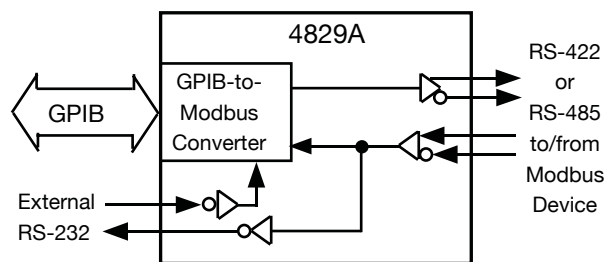 4829A
GPIB
GPIB-to-
Modbus
Converter
RS-422
or
RS-485
to/from
Modbus
Device
External
RS-232